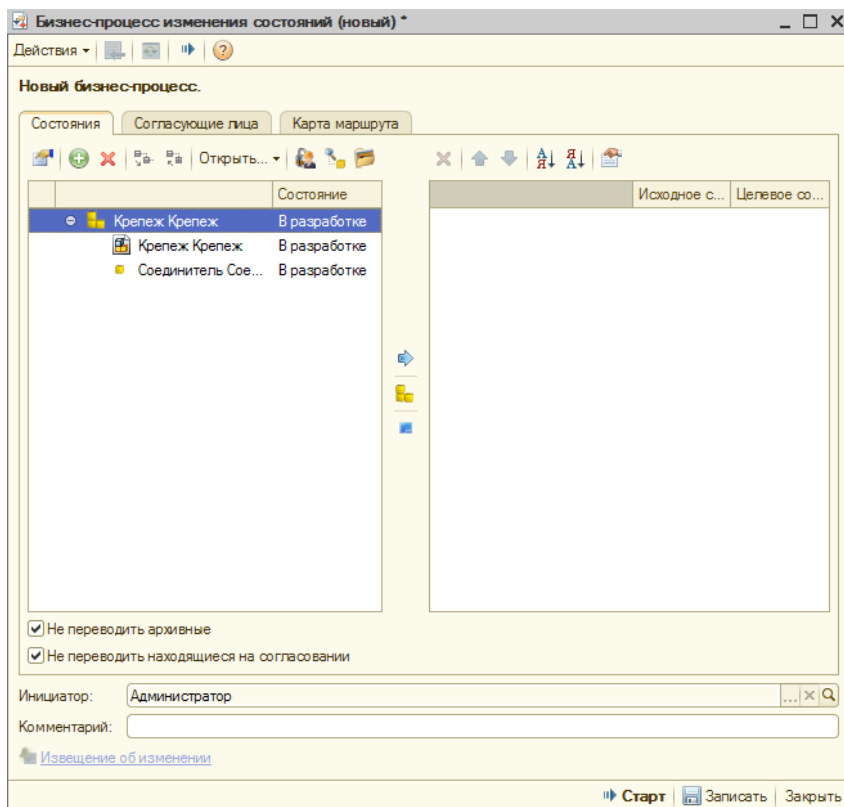 Бизнес-процесс изменения состояний (новый) *
Действия
Новый бизнес-процесс.
Состояния Согласующие лица Карта маршрута
Открыть...
Состояние Исходное с... Целевое со...
Крепеж Крепеж В разработке
Крепеж Крепеж В разработке
Соединитель Сое... В разработке
Не переводить архивные
Не переводить находящиеся на согласовании
Инициатор: Администратор
Комментарий:
Извещение об изменении
Старт Записать Закрыть